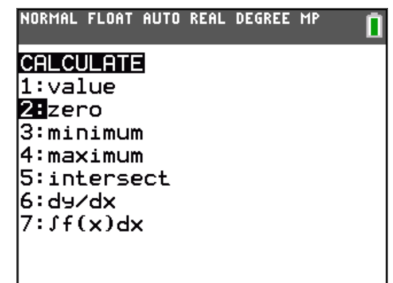 NORMAL FLOAT AUTO REAL DEGREE MP
CALCULATE
1:value
2:zero
3:minimum
4:maximum
5:intersect
6:dy/dx
7:∫f(x)dx